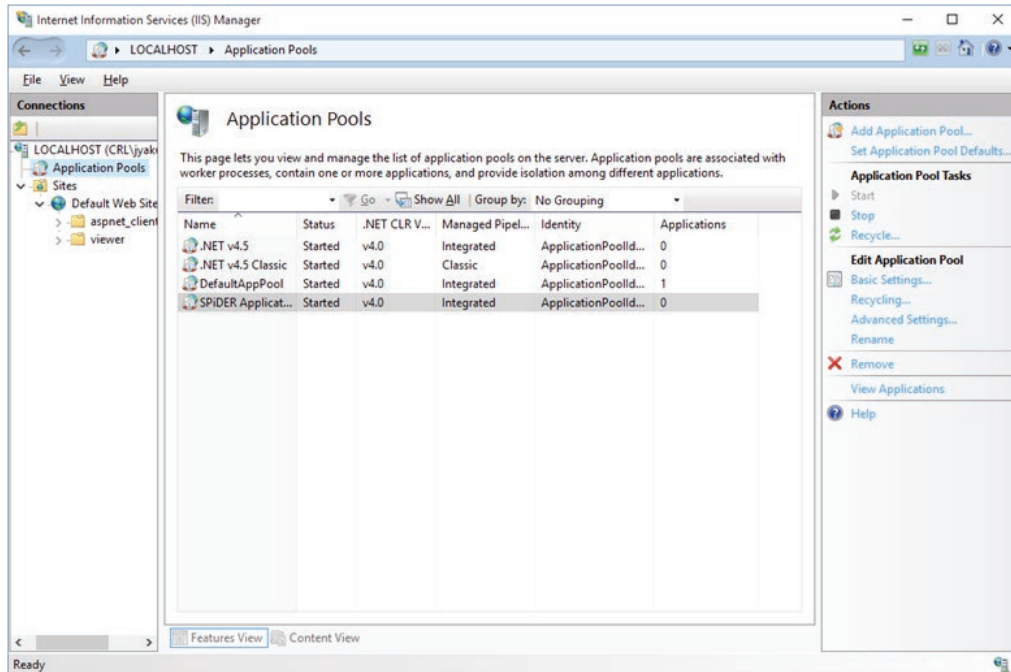 Internet Information Services (IIS) Manager
LOCALHOST Application Pools
File View Help
Connections
LOCALHOST (CRL\jyak
Application Pools
Sites
Default Web Site
aspnet_client
viewer
Application Pools
This page lets you view and manage the list of application pools on the server. Application pools are associated with
worker processes, contain one or more applications, and provide isolation among different applications.
Filter: Go Show All Group by: No Grouping
Name Status .NET CLR V... Managed Pipel... Identity Applications
.NET v4.5 Started v4.0 Integrated ApplicationPoolId... 0
.NET v4.5 Classic Started v4.0 Classic ApplicationPoolId... 0
DefaultAppPool Started v4.0 Integrated ApplicationPoolId... 1
SPiDER Applicat... Started v4.0 Integrated ApplicationPoolId... 0
Features View Content View
Actions
Add Application Pool...
Set Application Pool Defaults...
Application Pool Tasks
Start
Stop
Recycle...
Edit Application Pool
Basic Settings...
Recycling...
Advanced Settings...
Rename
Remove
View Applications
Help
Ready